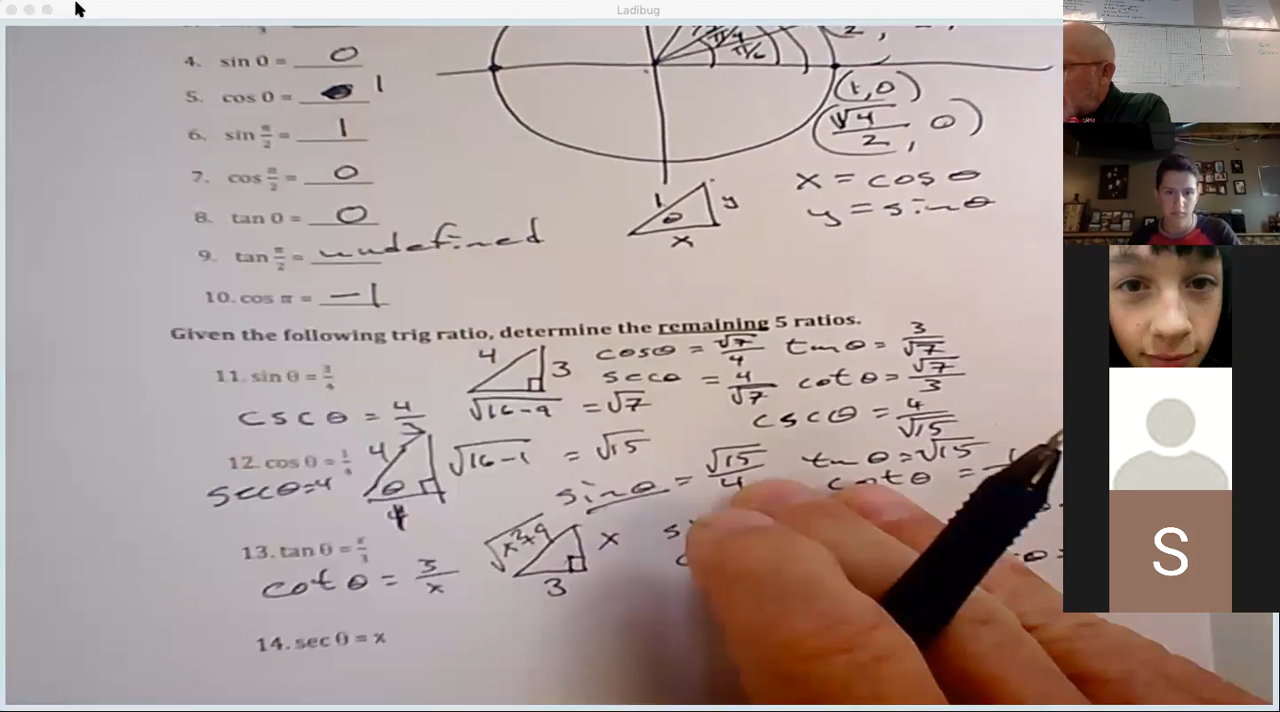 Ladibug
4. sin 0 = 0
5. cos 0 = 1
6. sin π/2 = 1
7. cos π/2 = 0
8. tan 0 = 0
9. tan π/2 = undefined
10. cos π = -1
π/4
π/6
(1,0)
(√4/2, 0)
x = cos θ
y = sin θ
1 θ y
x
Given the following trig ratio, determine the remaining 5 ratios.
11. sin θ = 3/4
4 3
√16-9 = √7
cos θ = √7/4 tan θ = 3/√7
sec θ = 4/√7 cot θ = √7/3
csc θ = 4/3
12. cos θ = 1/4
sec θ = 4
4 θ
√16-1 = √15
csc θ = 4/√15
sin θ = √15/4 tan θ = √15
cot θ = 1
13. tan θ = x/3
cot θ = 3/x
√x²+9 x
3
θ =
14. sec θ = x
S